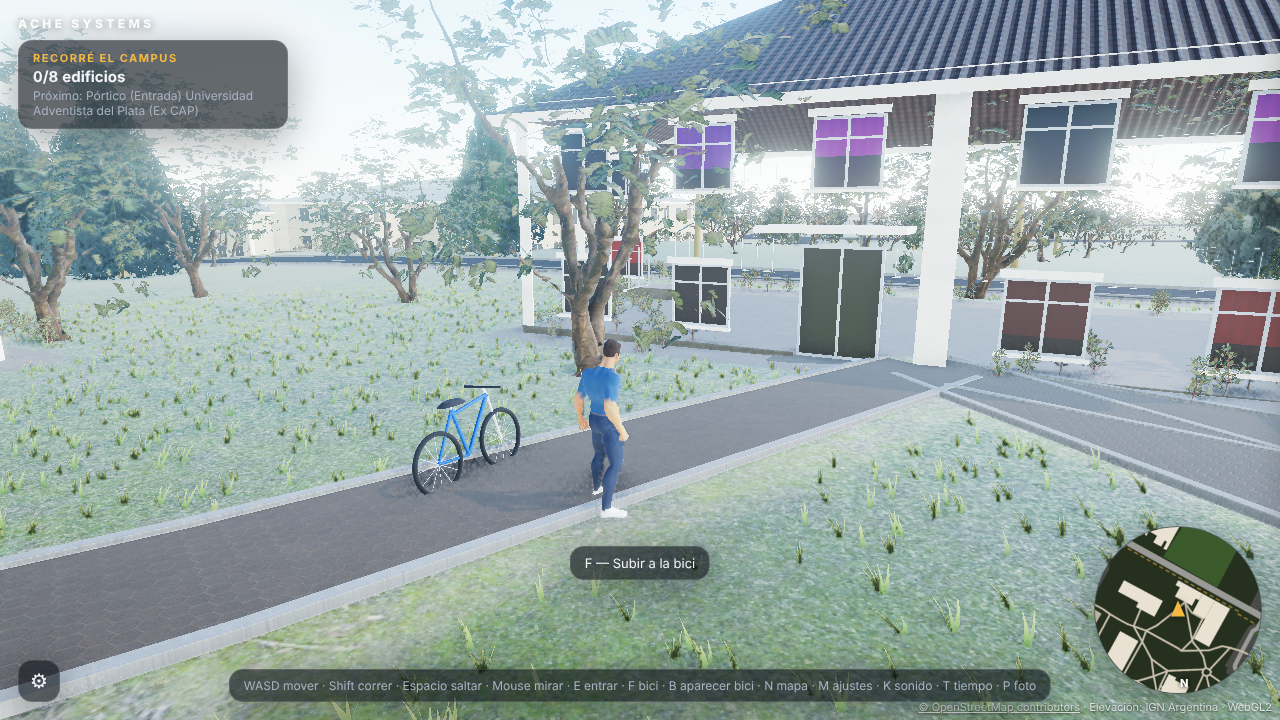 ACHE SYSTEMS
RECORRÉ EL CAMPUS
0/8 edificios
Próximo: Pórtico (Entrada) Universidad
Adventista del Plata (Ex CAP)
F — Subir a la bici
N
WASD mover · Shift correr · Espacio saltar · Mouse mirar · E entrar · F bici · B aparecer bici · N mapa · M ajustes · K sonido · T tiempo · P foto
© OpenStreetMap contributors · Elevación: IGN Argentina · WebGL2